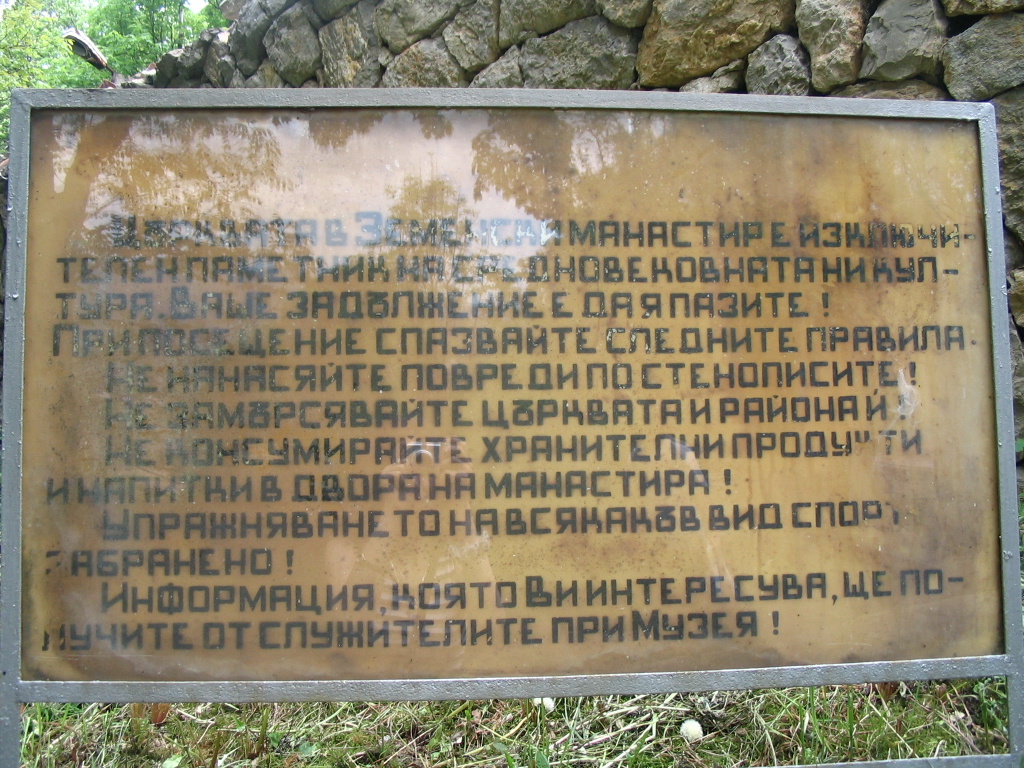 Църквата в Земенски манастир е изключи-
телен паметник на средновековната ни кул-
тура. Ваше задължение е да я пазите!
При посещение спазвайте следните правила.
Не нанасяйте повреди по стенописите!
Не замърсявайте църквата и района й!
Не консумирайте хранителни продукти
и напитки в двора на манастира!
Упражняването на всякакъв вид спорт
забранено!
Информация, която Ви интересува, ще по-
лучите от служителите при Музея!